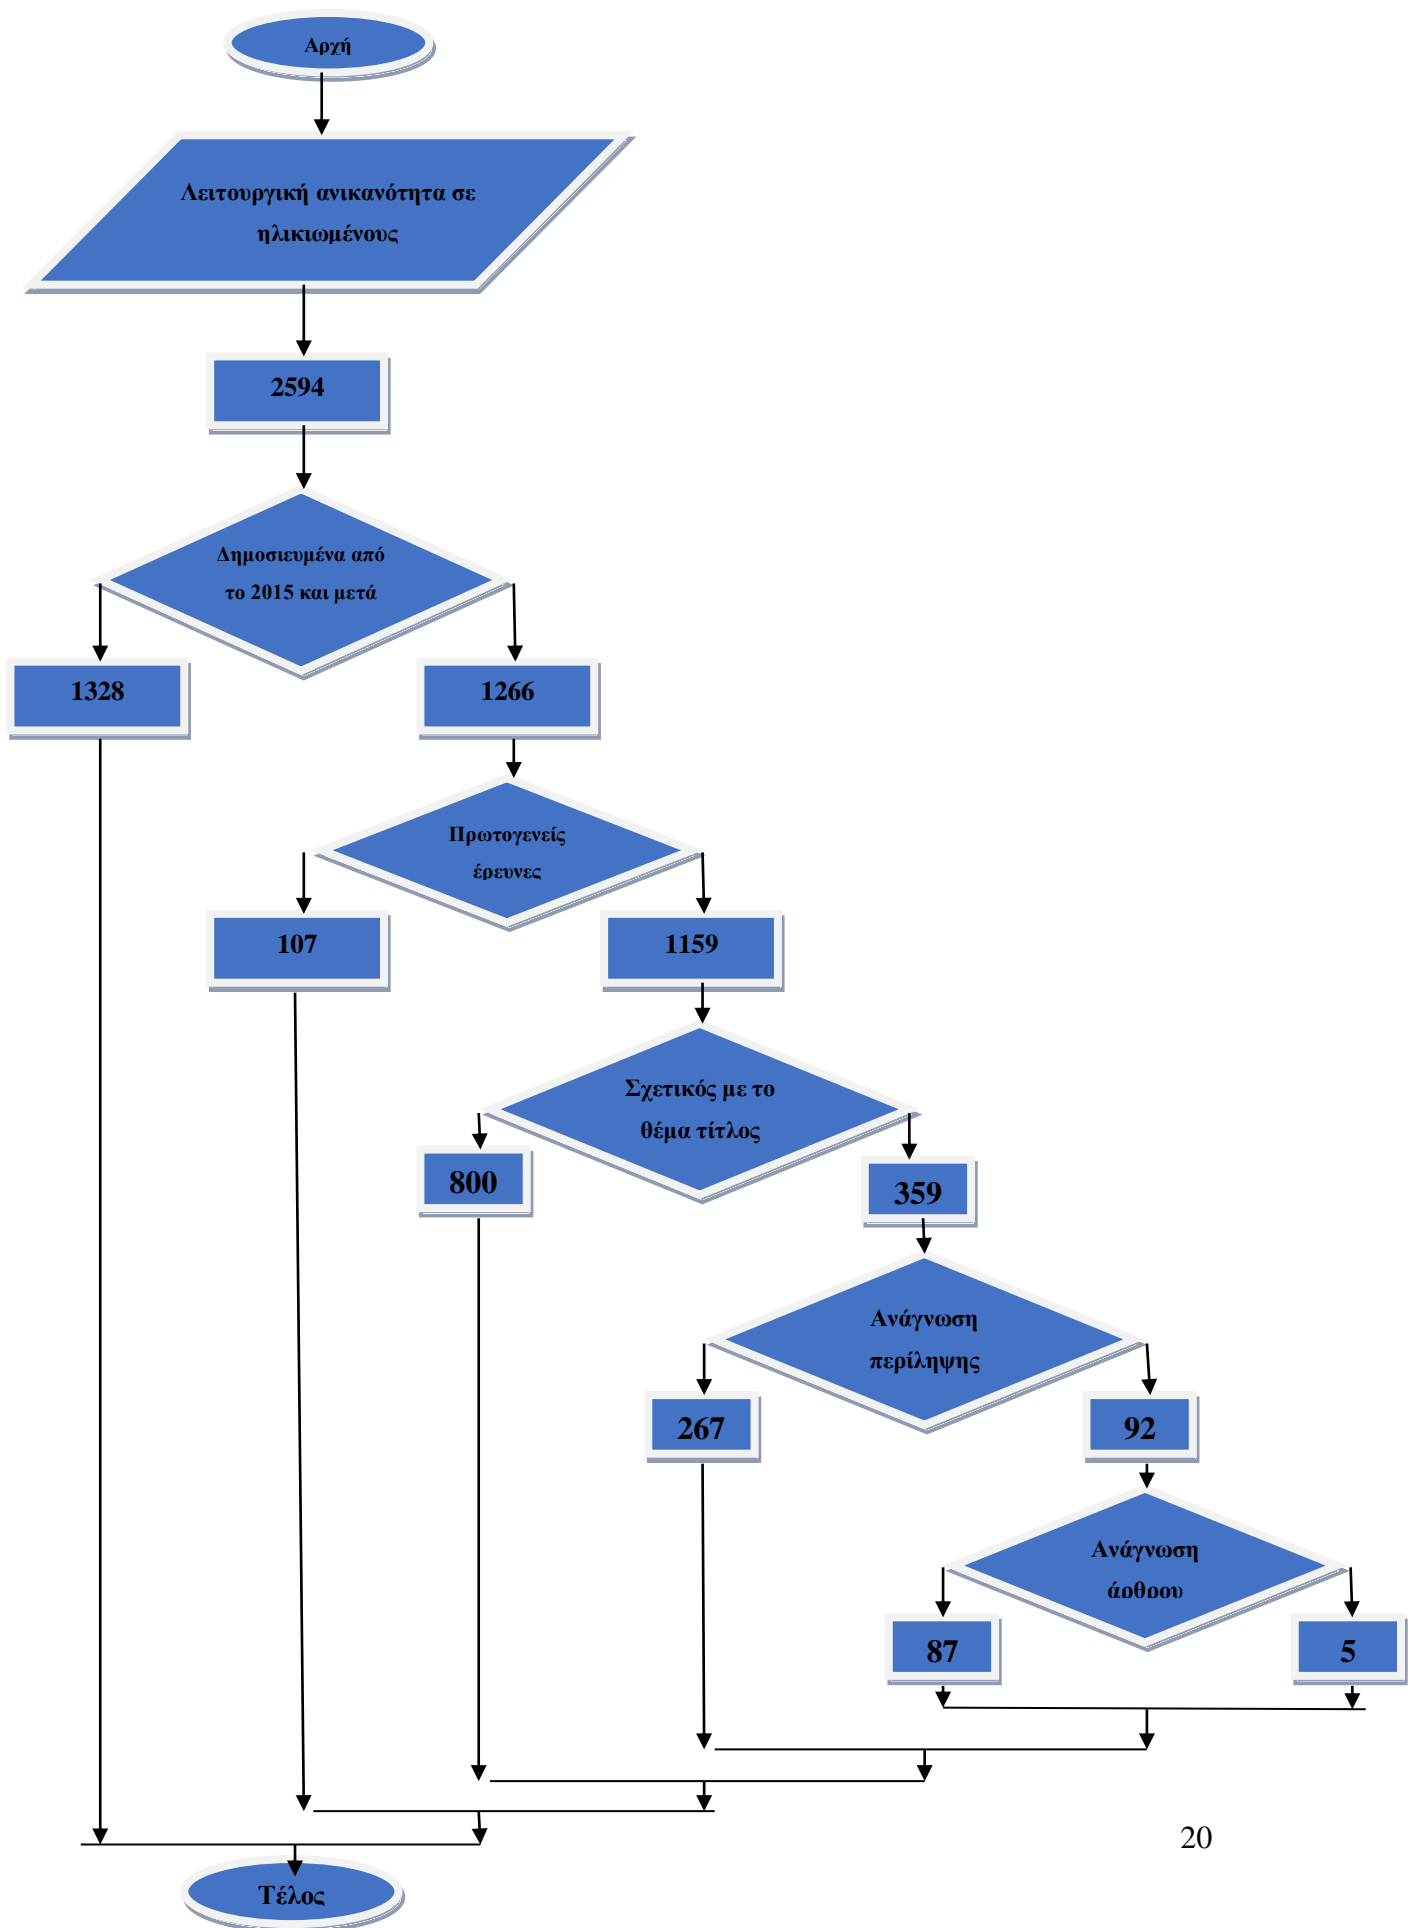 Αρχή
Λειτουργική ανικανότητα σε
ηλικιωμένους
2594
Δημοσιευμένα από
το 2015 και μετά
1328
1266
Πρωτογενείς
έρευνες
107
1159
Σχετικός με το
θέμα τίτλος
800
359
Ανάγνωση
περίληψης
267
92
Ανάγνωση
άρθρου
87
5
20
Τέλος